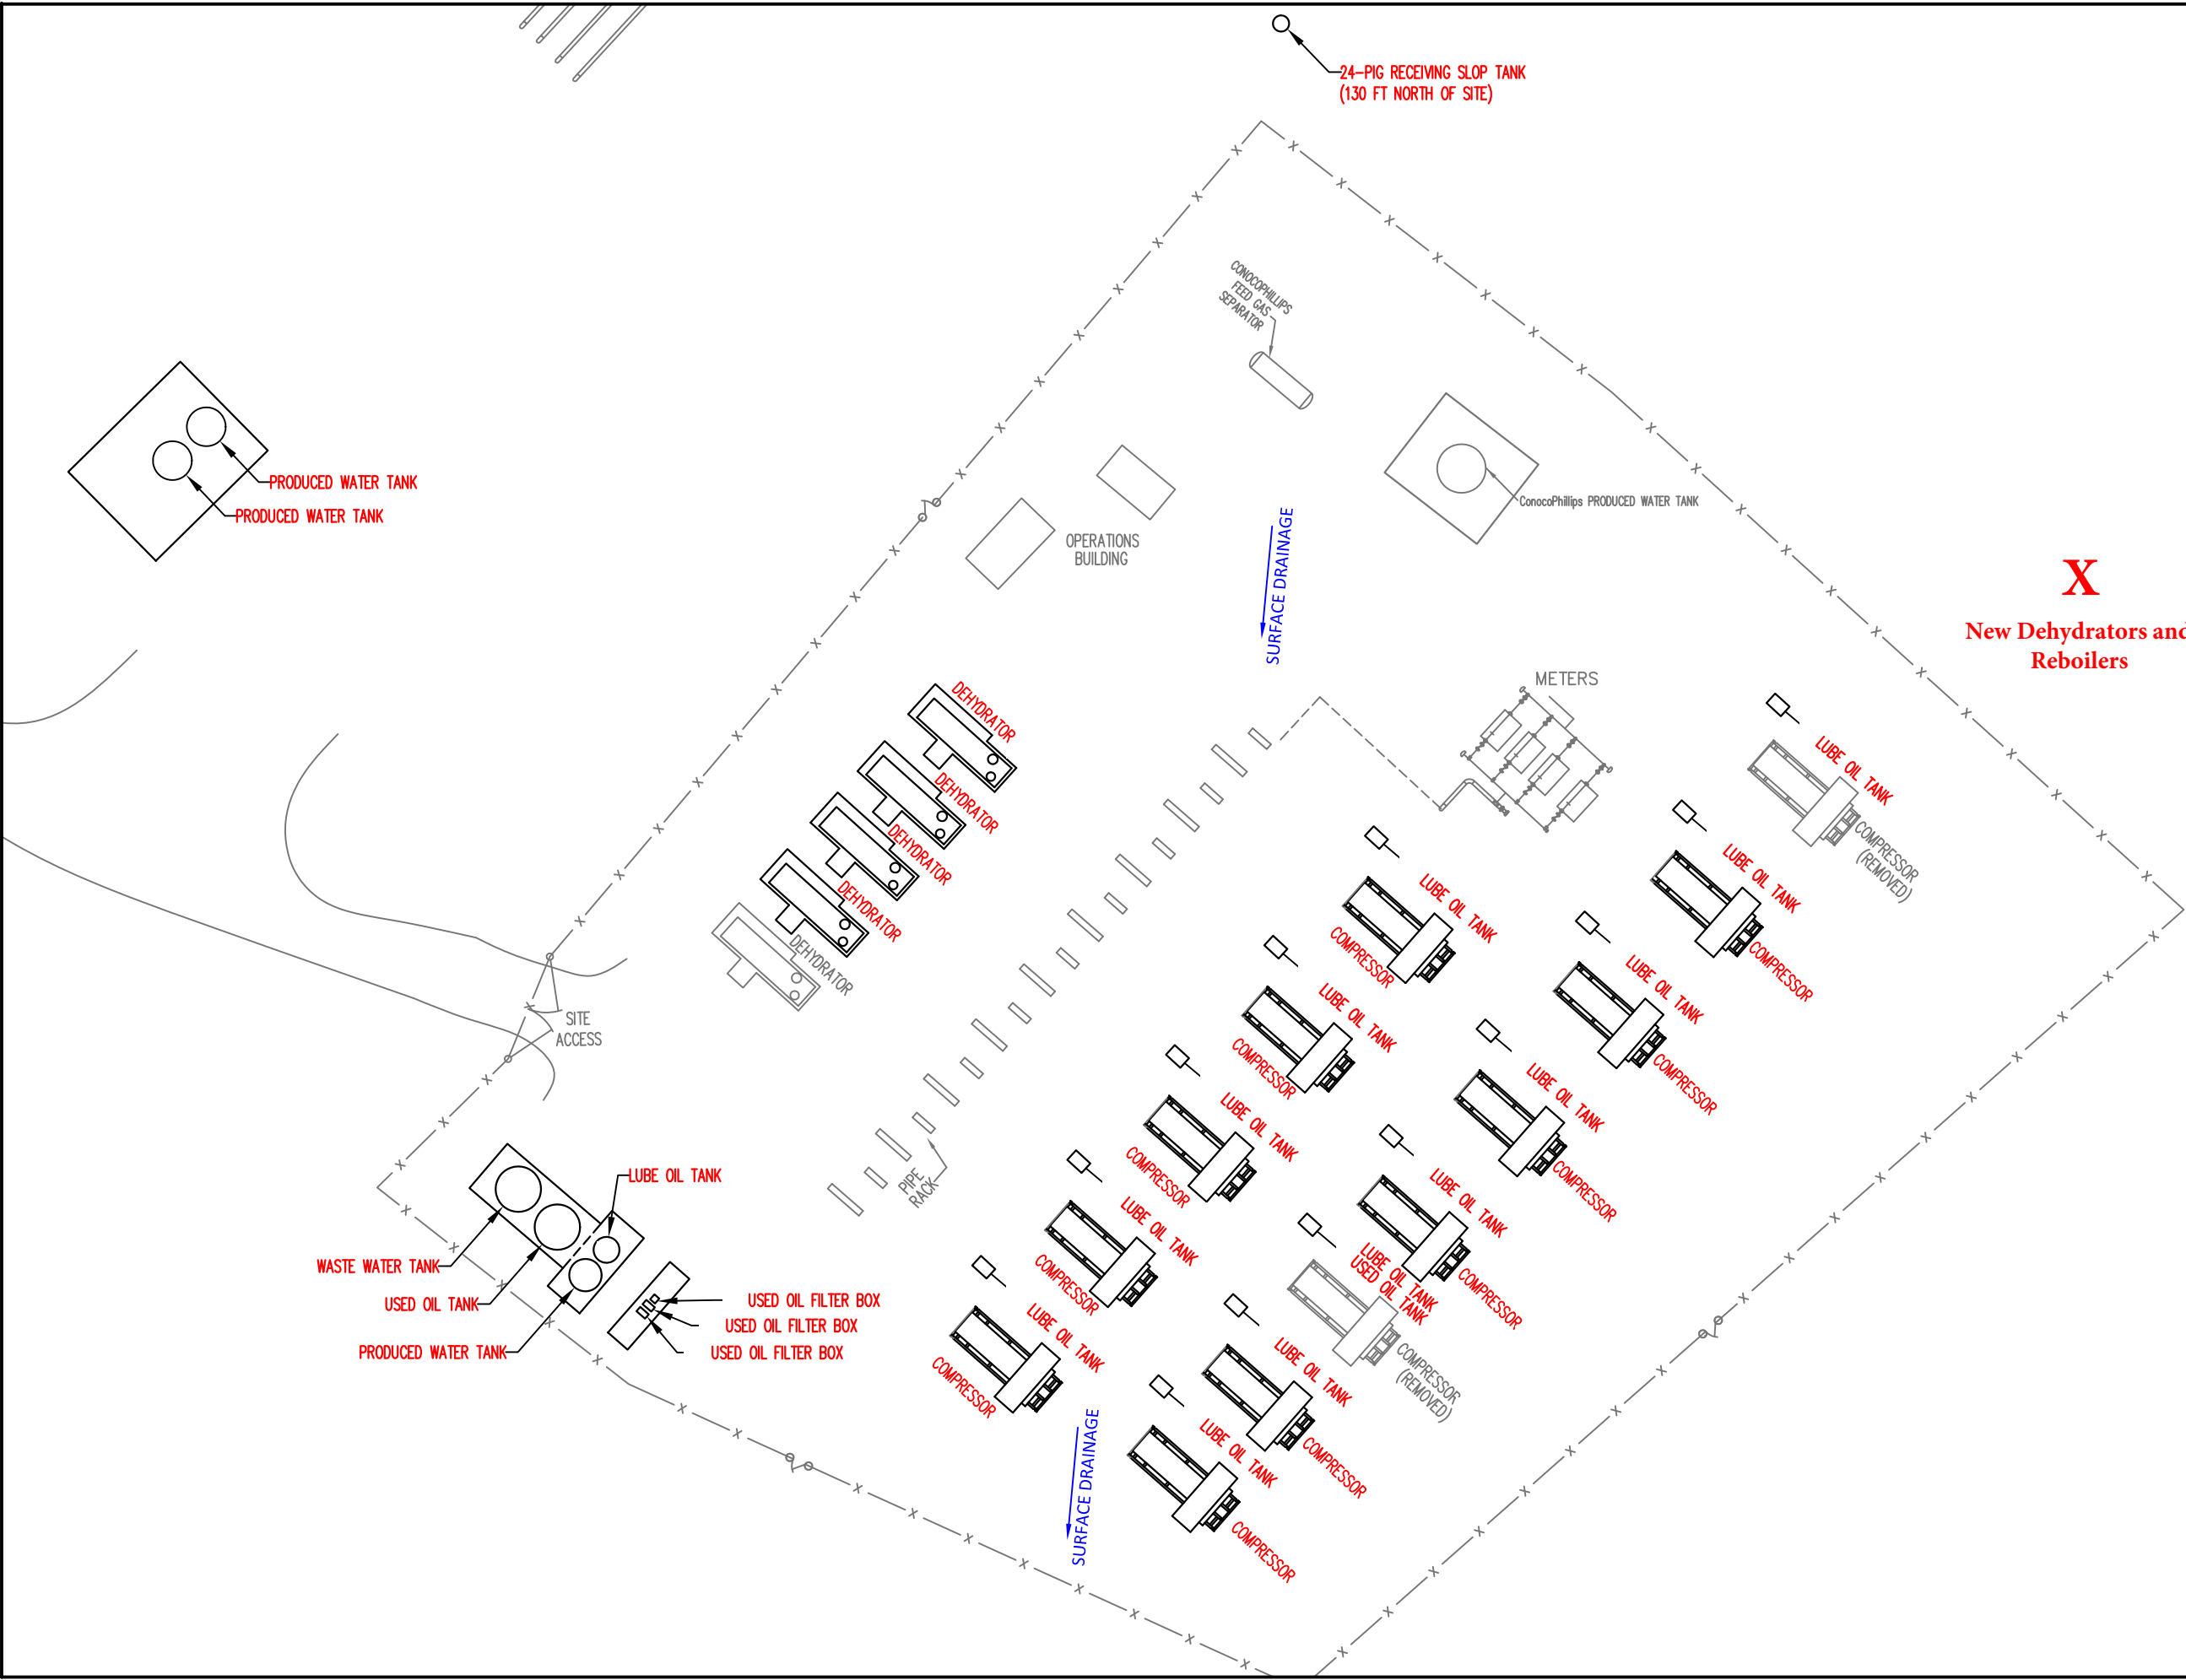 24-PIG RECEIVING SLOP TANK
(130 FT NORTH OF SITE)
CONOCOPHILLIPS
FEED GAS
SEPARATOR
PRODUCED WATER TANK
PRODUCED WATER TANK
ConocoPhillips PRODUCED WATER TANK
OPERATIONS
BUILDING
SURFACE DRAINAGE
X
New Dehydrators and
Reboilers
METERS
DEHYDRATOR
DEHYDRATOR
DEHYDRATOR
DEHYDRATOR
DEHYDRATOR
LUBE OIL TANK
COMPRESSOR
(REMOVED)
LUBE OIL TANK
COMPRESSOR
LUBE OIL TANK
COMPRESSOR
LUBE OIL TANK
COMPRESSOR
LUBE OIL TANK
COMPRESSOR
LUBE OIL TANK
COMPRESSOR
LUBE OIL TANK
COMPRESSOR
LUBE OIL TANK
COMPRESSOR
LUBE OIL TANK
COMPRESSOR
LUBE OIL TANK
USED OIL TANK
COMPRESSOR
(REMOVED)
LUBE OIL TANK
COMPRESSOR
LUBE OIL TANK
COMPRESSOR
LUBE OIL TANK
COMPRESSOR
SITE
ACCESS
PIPE
RACK
LUBE OIL TANK
WASTE WATER TANK
USED OIL TANK
PRODUCED WATER TANK
USED OIL FILTER BOX
USED OIL FILTER BOX
USED OIL FILTER BOX
SURFACE DRAINAGE